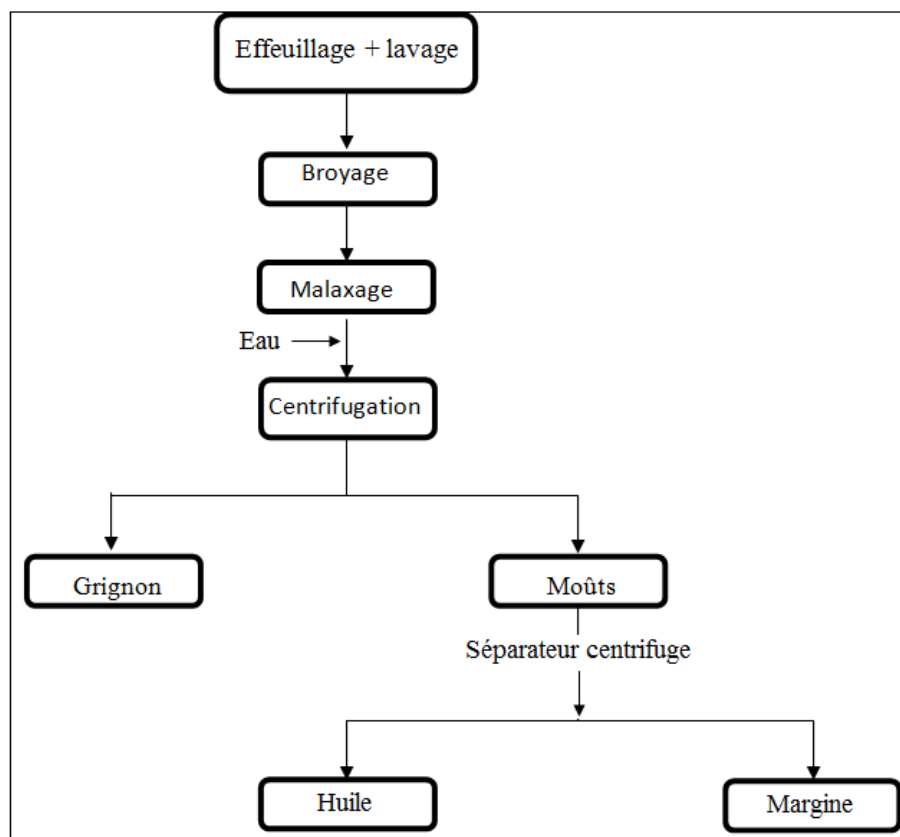 Effeuillage + lavage
Broyage
Malaxage
Eau
Centrifugation
Grignon
Moûts
Séparateur centrifuge
Huile
Margine